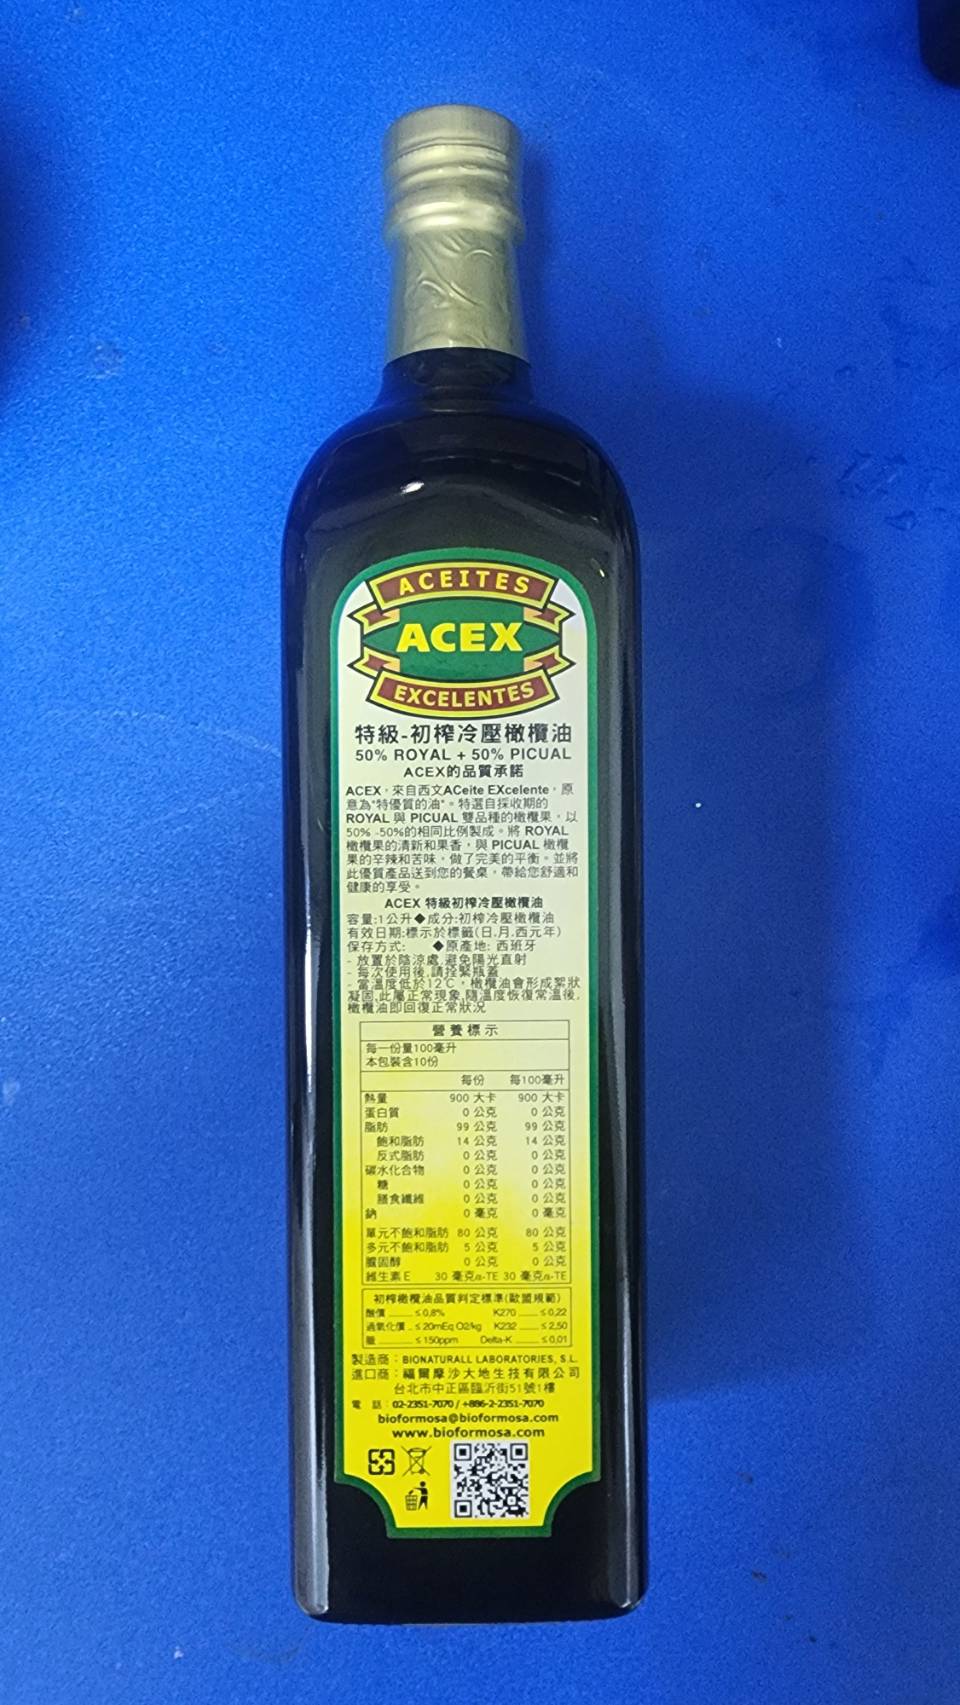 ACEITES
ACEX
EXCELENTES
特級-初榨冷壓橄欖油
50% ROYAL + 50% PICUAL
ACEX的品質承諾
ACEX，來自西文ACeite EXcelente，原
意為"特優質的油"。特選自採收期的
ROYAL 與 PICUAL 雙品種的橄欖果，以
50% -50%的相同比例製成。將 ROYAL
橄欖果的清新和果香，與 PICUAL 橄欖
果的辛辣和苦味，做了完美的平衡。並將
此優質產品送到您的餐桌，帶給您舒適和
健康的享受。
ACEX 特級初榨冷壓橄欖油
容量:1公升◆成分:初榨冷壓橄欖油
有效日期:標示於標籤(日.月.西元年)
保存方式: ◆原產地: 西班牙
- 放置於陰涼處,避免陽光直射
- 每次使用後,請拴緊瓶蓋
- 當溫度低於12℃，橄欖油會形成絮狀
凝固,此屬正常現象,隨溫度恢復常溫後,
橄欖油即回復正常狀況
營養標示
每一份量100毫升
本包裝含10份
每份 每100毫升
熱量 900 大卡 900 大卡
蛋白質 0 公克 0 公克
脂肪 99 公克 99 公克
飽和脂肪 14 公克 14 公克
反式脂肪 0 公克 0 公克
碳水化合物 0 公克 0 公克
糖 0 公克 0 公克
膳食纖維 0 公克 0 公克
鈉 0 毫克 0 毫克
單元不飽和脂肪 80 公克 80 公克
多元不飽和脂肪 5 公克 5 公克
膽固醇 0 公克 0 公克
維生素E 30 毫克α-TE 30 毫克α-TE
初榨橄欖油品質判定標準(歐盟規範)
酸價 ≤0,8% K270 ≤0,22
過氧化價 ≤20mEq O2/kg K232 ≤2,50
蠟 ≤150ppm Delta-K ≤0,01
製造商：BIONATURALL LABORATORIES, S.L.
進口商：福爾摩沙大地生技有限公司
台北市中正區臨沂街51號1樓
電 話：02-2351-7070 / +886-2-2351-7070
bioformosa@bioformosa.com
www.bioformosa.com